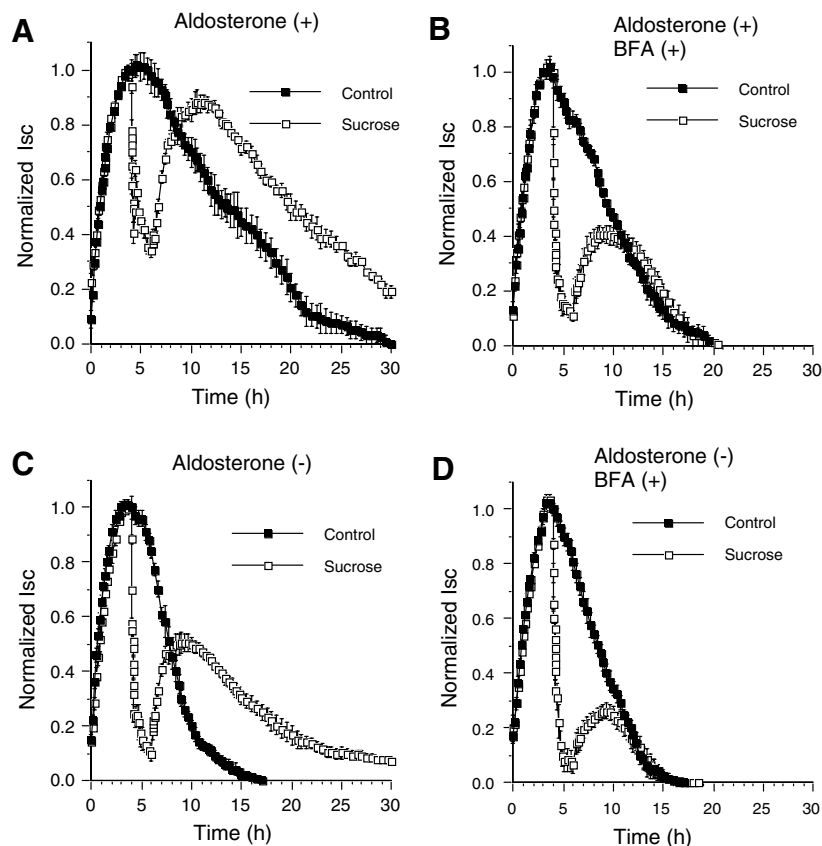 A
Aldosterone (+)
Normalized Isc
1.0
0.8
0.6
0.4
0.2
0.0
Control
Sucrose
0 5 10 15 20 25 30
Time (h)
B
Aldosterone (+)
BFA (+)
Normalized Isc
1.0
0.8
0.6
0.4
0.2
0.0
Control
Sucrose
0 5 10 15 20 25 30
Time (h)
C
Aldosterone (-)
Normalized Isc
1.0
0.8
0.6
0.4
0.2
0.0
Control
Sucrose
0 5 10 15 20 25 30
Time (h)
D
Aldosterone (-)
BFA (+)
Normalized Isc
1.0
0.8
0.6
0.4
0.2
0.0
Control
Sucrose
0 5 10 15 20 25 30
Time (h)